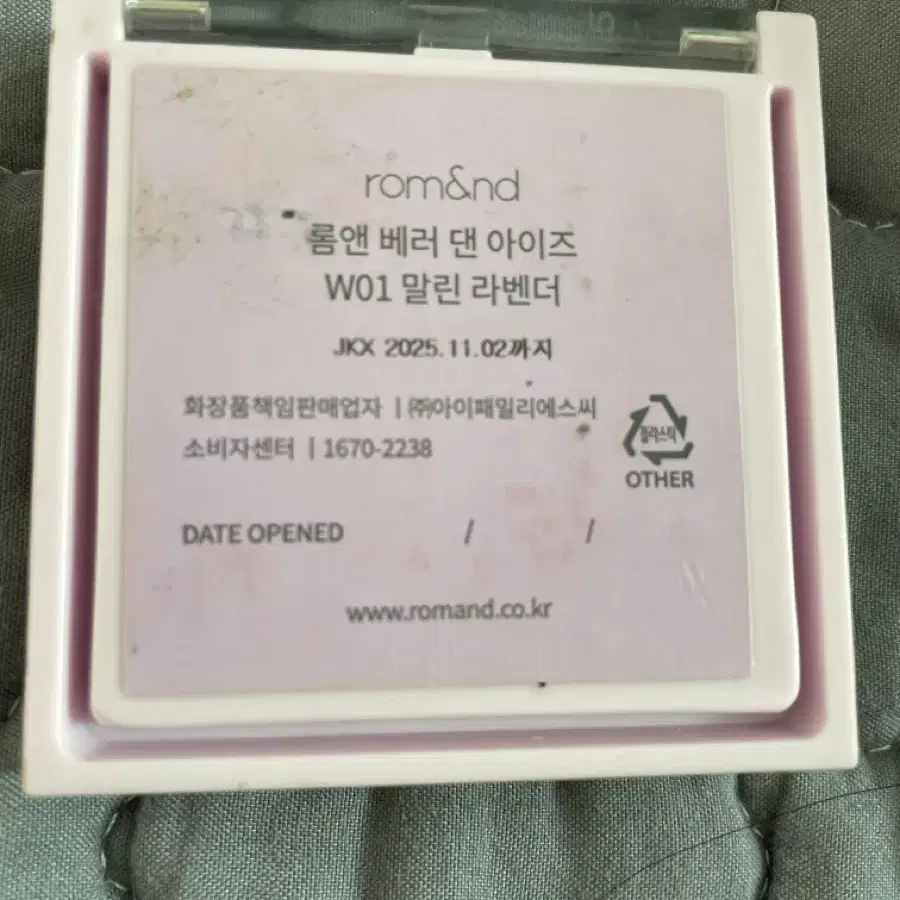 rom&nd
롬앤 베러 댄 아이즈
W01 말린 라벤더
JKX 2025.11.02까지
화장품책임판매업자 | ㈜아이패밀리에스씨
소비자센터 | 1670-2238
플라스틱
OTHER
DATE OPENED / /
www.romand.co.kr